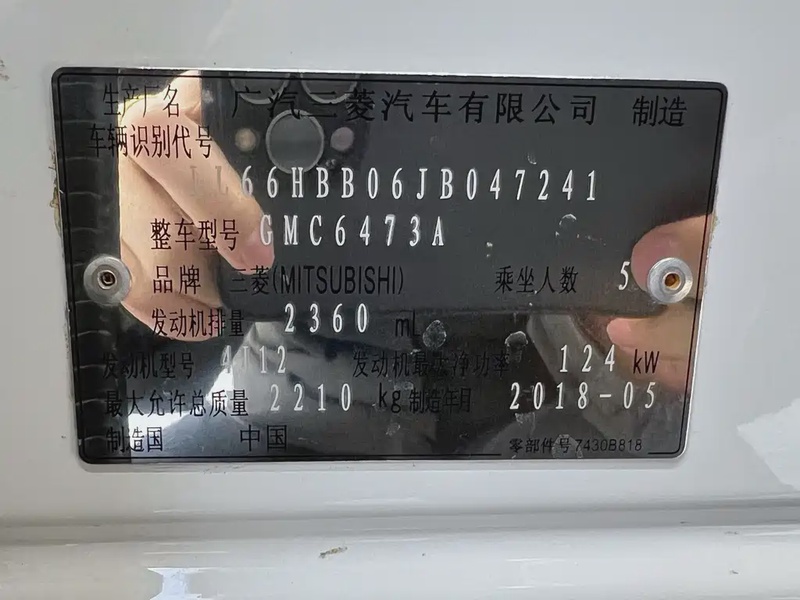 生产厂名 广汽三菱汽车有限公司 制造
车辆识别代号
LL66HBB06JB047241
整车型号 GMC6473A
品牌 三菱(MITSUBISHI) 乘坐人数 5
发动机排量 2360 mL
发动机型号 4J12 发动机最大净功率 124 kW
最大允许总质量 2210 kg 制造年月 2018-05
制造国 中国 零部件号 7430B818